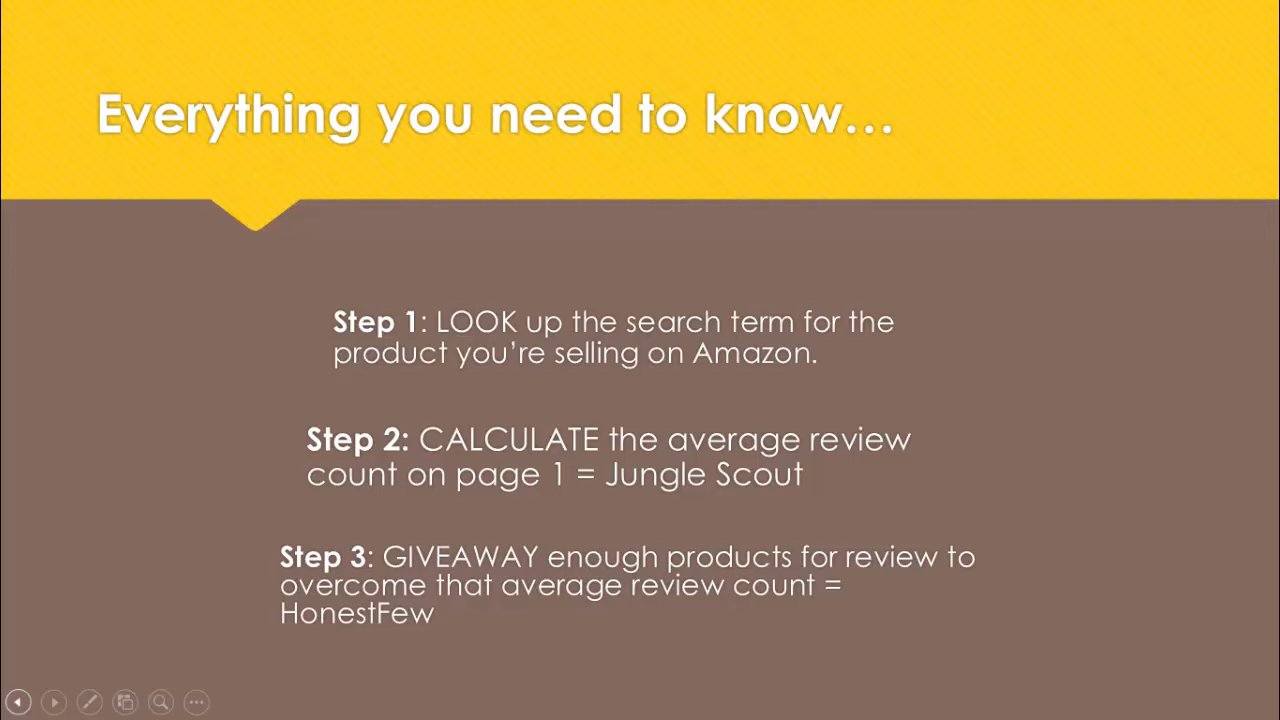 Everything you need to know…
Step 1: LOOK up the search term for the
product you’re selling on Amazon.
Step 2: CALCULATE the average review
count on page 1 = Jungle Scout
Step 3: GIVEAWAY enough products for review to
overcome that average review count =
HonestFew